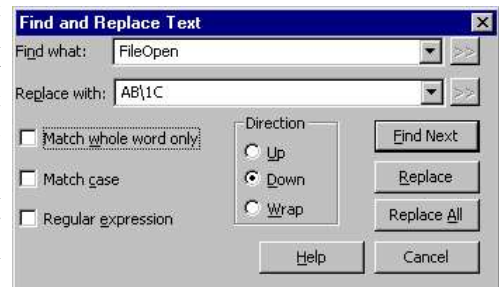 Find and Replace Text
Find what: FileOpen >>
Replace with: AB\1C >>
Match whole word only
Match case
Regular expression
Direction
Up
Down
Wrap
Find Next
Replace
Replace All
Help Cancel